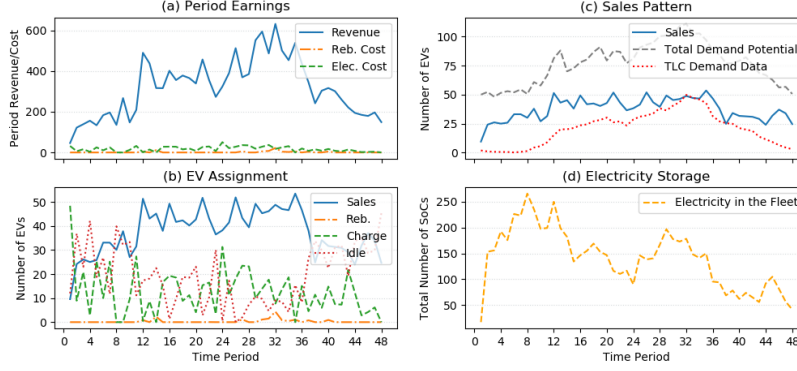 (a) Period Earnings
Period Revenue/Cost
600
400
200
0
Revenue
Reb. Cost
Elec. Cost
(c) Sales Pattern
Number of EVs
100
75
50
25
0
Sales
Total Demand Potential
TLC Demand Data
(b) EV Assignment
Number of EVs
50
40
30
20
10
0
Sales
Reb.
Charge
Idle
0 4 8 12 16 20 24 28 32 36 40 44 48
Time Period
(d) Electricity Storage
Total Number of SoCs
250
200
150
100
50
Electricity in the Fleet
0 4 8 12 16 20 24 28 32 36 40 44 48
Time Period